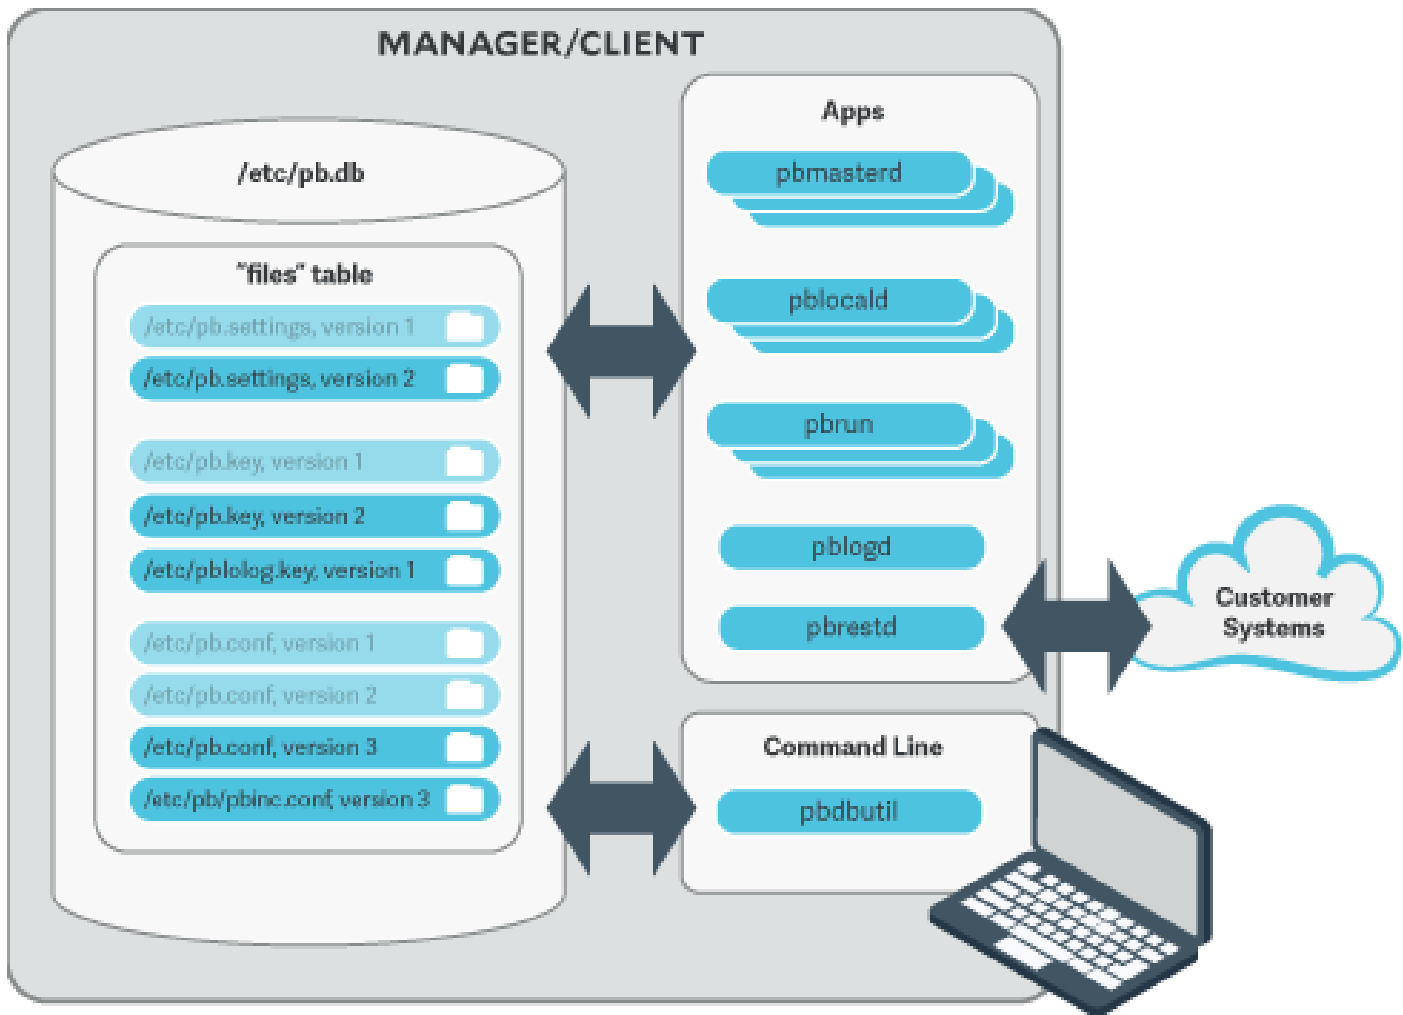 MANAGER/CLIENT
/etc/pb.db
"files" table
/etc/pb.settings, version 1
/etc/pb.settings, version 2
/etc/pb.key, version 1
/etc/pb.key, version 2
/etc/pblolog.key, version 1
/etc/pb.conf, version 1
/etc/pb.conf, version 2
/etc/pb.conf, version 3
/etc/pb/pbinc.conf, version 3
Apps
pbmasterd
pblocald
pbrun
pblogd
pbrestd
Customer
Systems
Command Line
pbdbutil